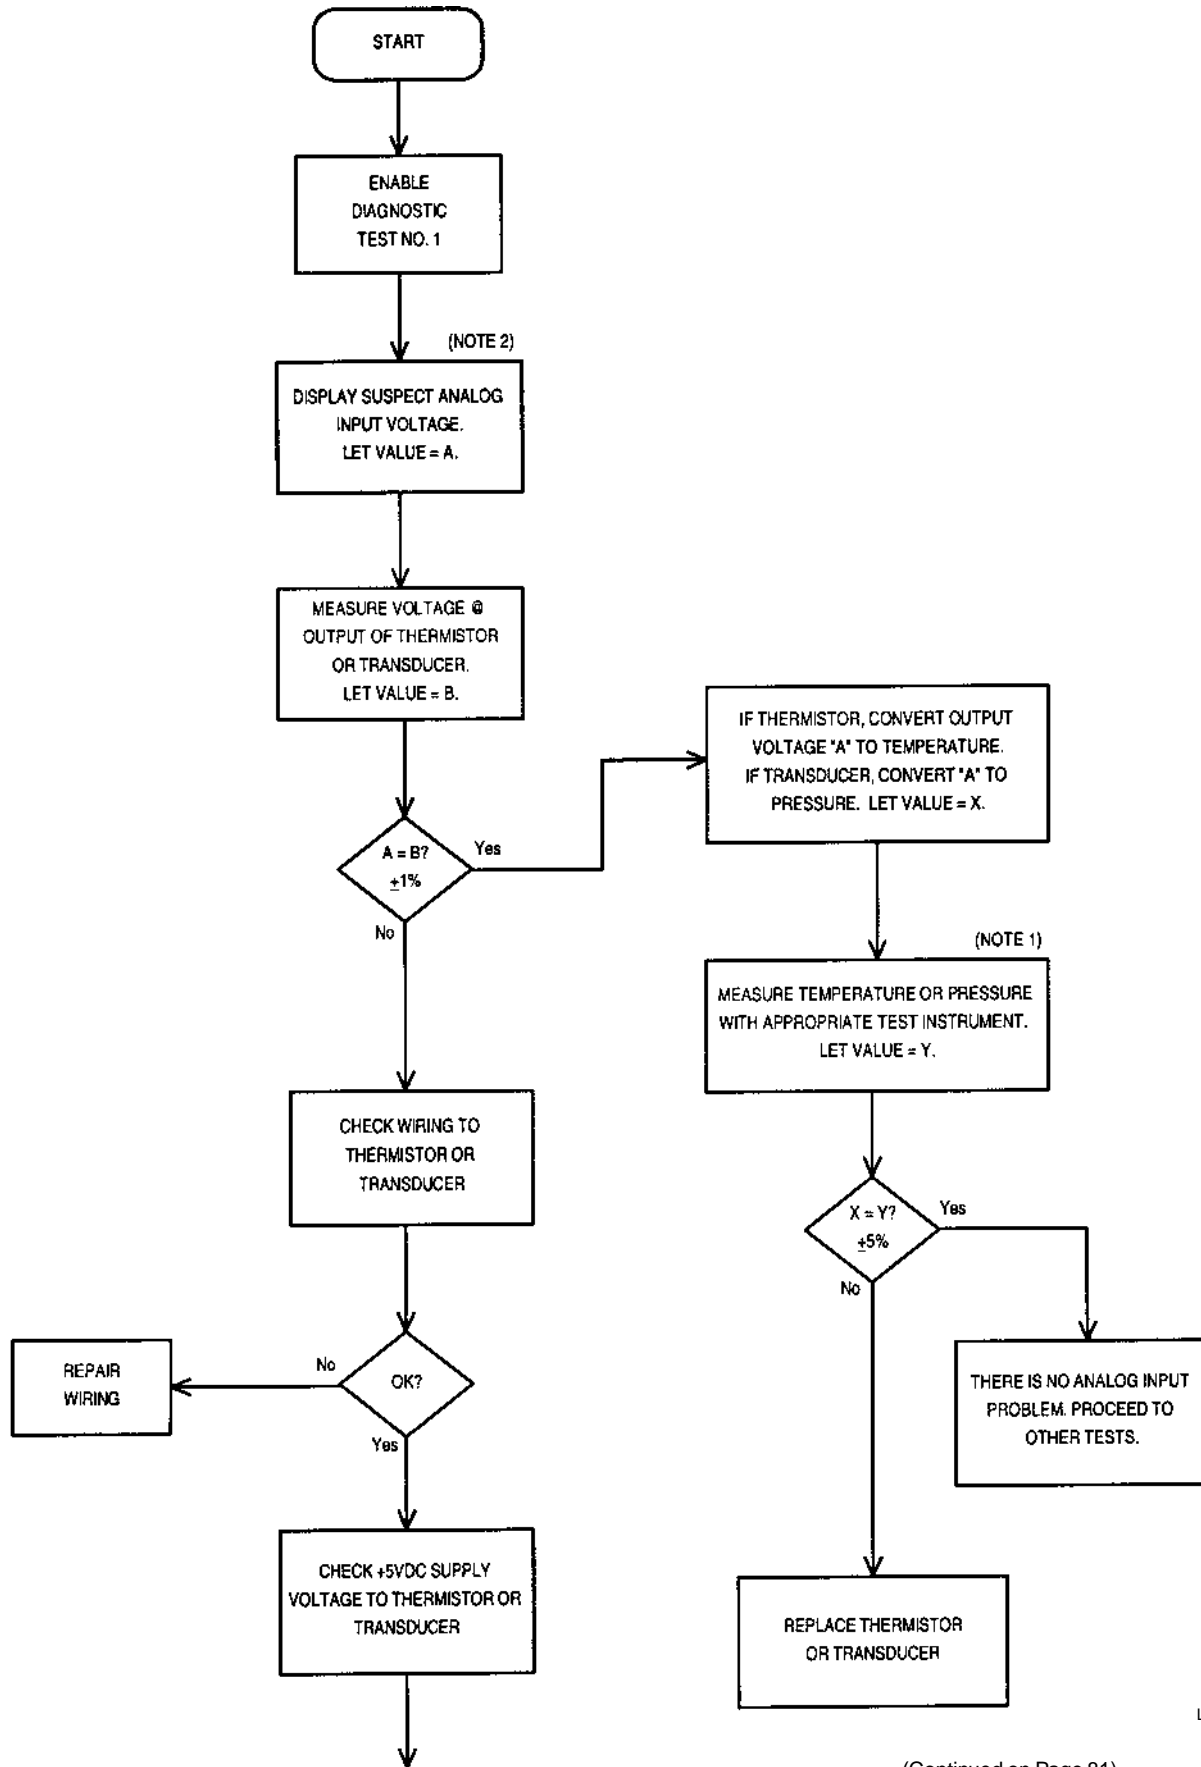 START
ENABLE
DIAGNOSTIC
TEST NO. 1
(NOTE 2)
DISPLAY SUSPECT ANALOG
INPUT VOLTAGE.
LET VALUE = A.
MEASURE VOLTAGE @
OUTPUT OF THERMISTOR
OR TRANSDUCER.
LET VALUE = B.
IF THERMISTOR, CONVERT OUTPUT
VOLTAGE "A" TO TEMPERATURE.
IF TRANSDUCER, CONVERT "A" TO
PRESSURE. LET VALUE = X.
A = B?
±1%
Yes
No
(NOTE 1)
MEASURE TEMPERATURE OR PRESSURE
WITH APPROPRIATE TEST INSTRUMENT.
LET VALUE = Y.
CHECK WIRING TO
THERMISTOR OR
TRANSDUCER
X = Y?
±5%
Yes
No
REPAIR
WIRING
No
OK?
Yes
THERE IS NO ANALOG INPUT
PROBLEM. PROCEED TO
OTHER TESTS.
CHECK +5VDC SUPPLY
VOLTAGE TO THERMISTOR OR
TRANSDUCER
REPLACE THERMISTOR
OR TRANSDUCER
(Continued on Page 81)